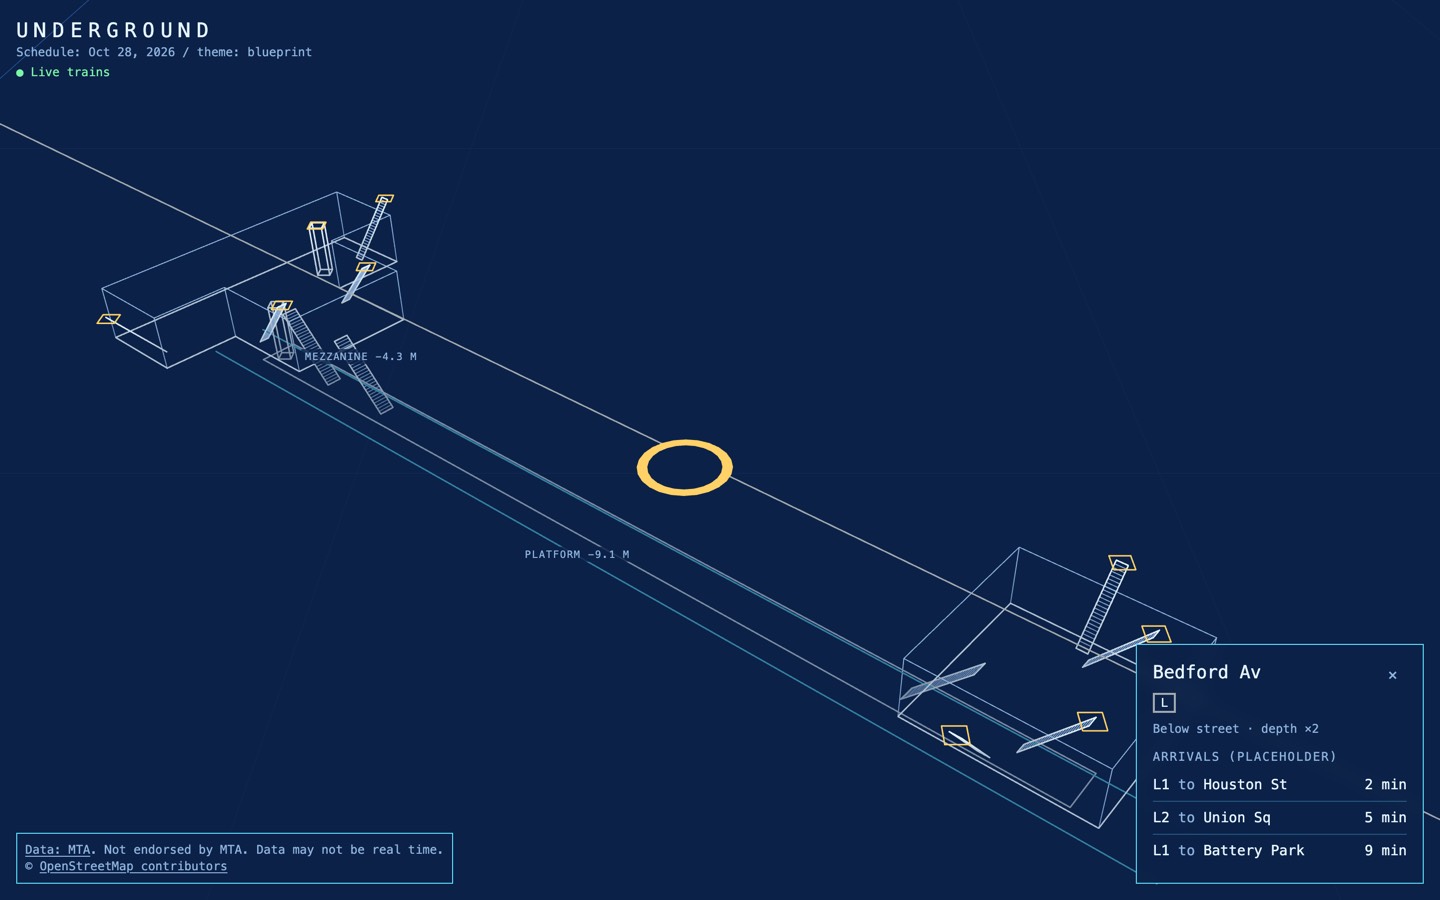 UNDERGROUND
Schedule: Oct 28, 2026 / theme: blueprint
● Live trains
MEZZANINE −4.3 M
PLATFORM −9.1 M
Bedford Av ×
L
Below street · depth ×2
ARRIVALS (PLACEHOLDER)
L1 to Houston St 2 min
L2 to Union Sq 5 min
L1 to Battery Park 9 min
Data: MTA. Not endorsed by MTA. Data may not be real time.
© OpenStreetMap contributors